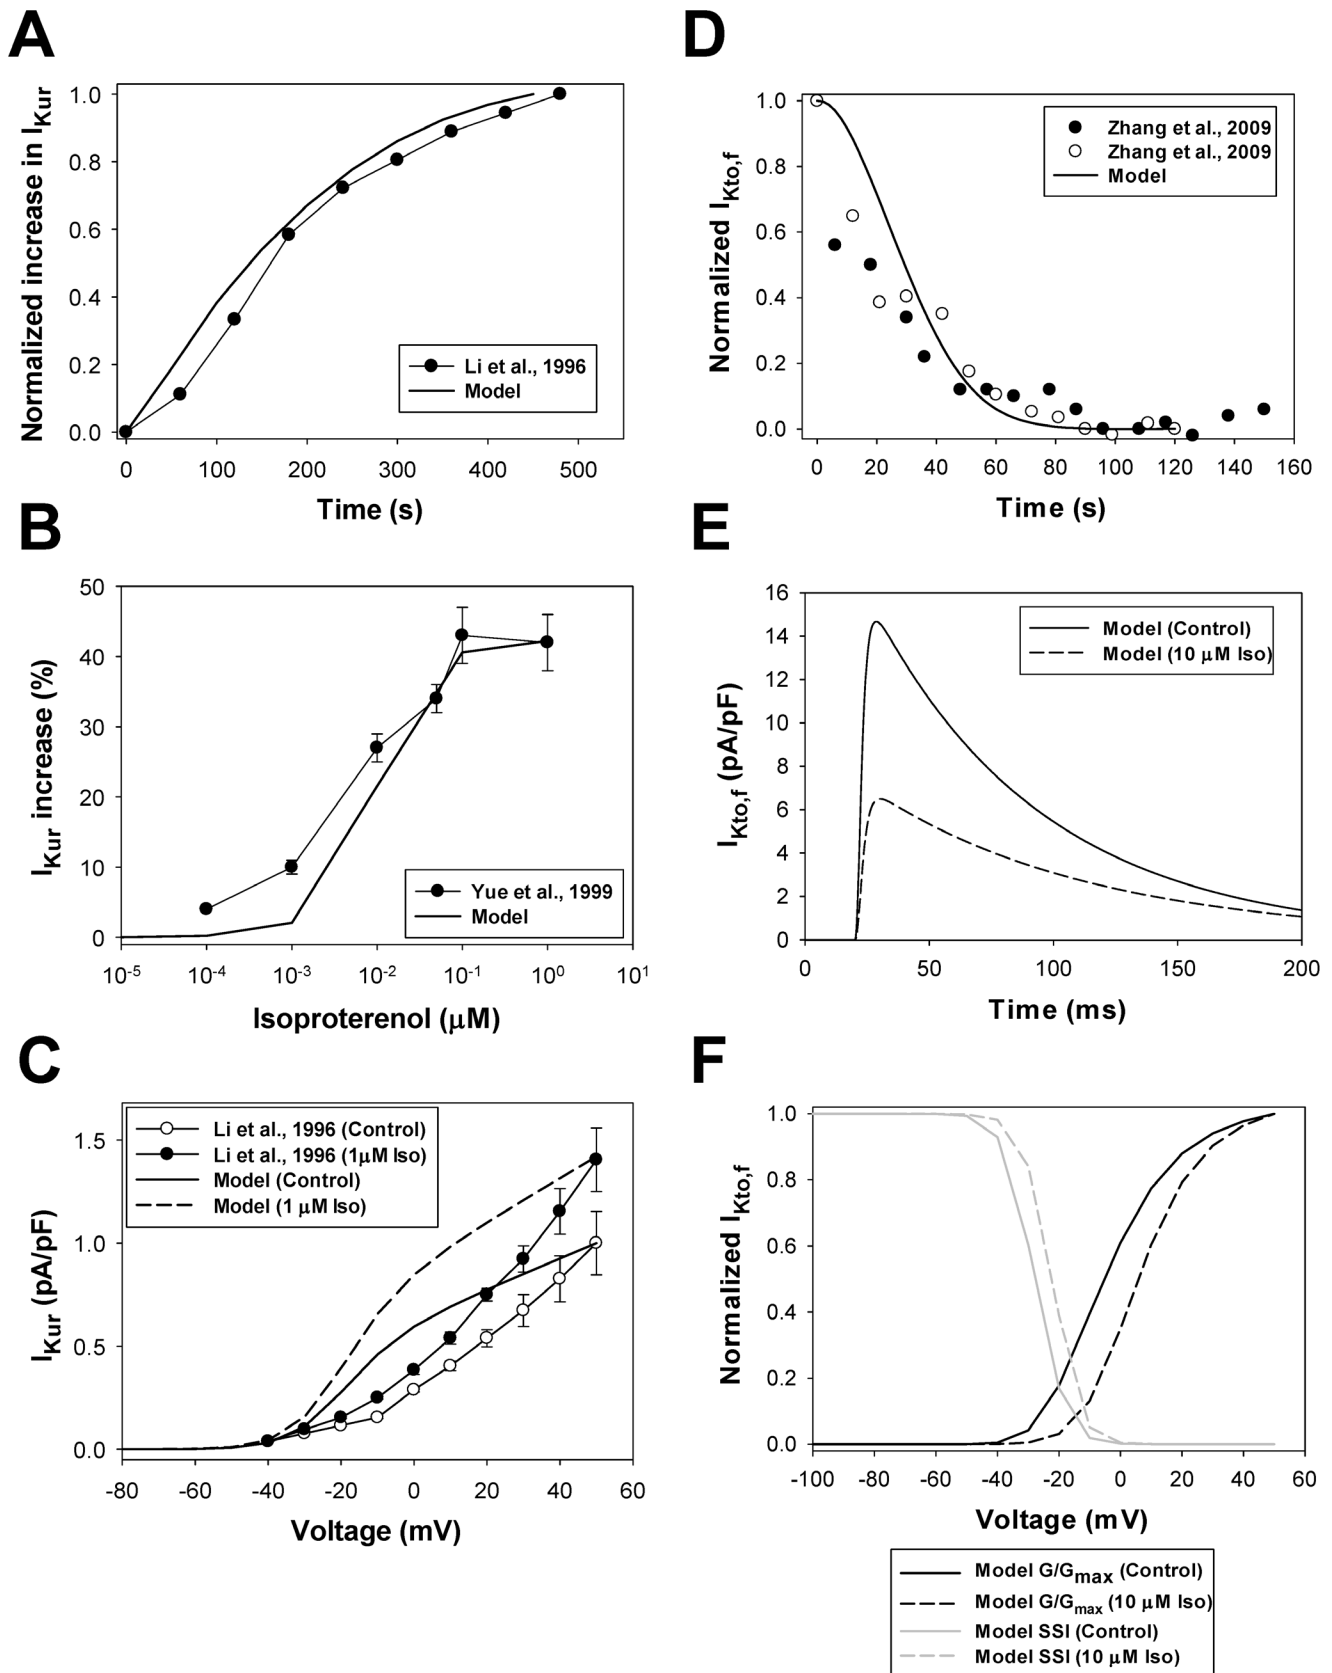 A
Normalized increase in IKur
1.0
0.8
0.6
0.4
0.2
0.0
Li et al., 1996
Model
0 100 200 300 400 500
Time (s)
B
IKur increase (%)
50
40
30
20
10
0
Yue et al., 1999
Model
10-5 10-4 10-3 10-2 10-1 100 101
Isoproterenol (μM)
C
IKur (pA/pF)
1.5
1.0
0.5
0.0
Li et al., 1996 (Control)
Li et al., 1996 (1μM Iso)
Model (Control)
Model (1 μM Iso)
-80 -60 -40 -20 0 20 40 60
Voltage (mV)
D
Normalized IKto,f
1.0
0.8
0.6
0.4
0.2
0.0
Zhang et al., 2009
Zhang et al., 2009
Model
0 20 40 60 80 100 120 140 160
Time (s)
E
IKto,f (pA/pF)
16
14
12
10
8
6
4
2
0
Model (Control)
Model (10 μM Iso)
0 50 100 150 200
Time (ms)
F
Normalized IKto,f
1.0
0.8
0.6
0.4
0.2
0.0
-100 -80 -60 -40 -20 0 20 40 60
Voltage (mV)
Model G/Gmax (Control)
Model G/Gmax (10 μM Iso)
Model SSI (Control)
Model SSI (10 μM Iso)